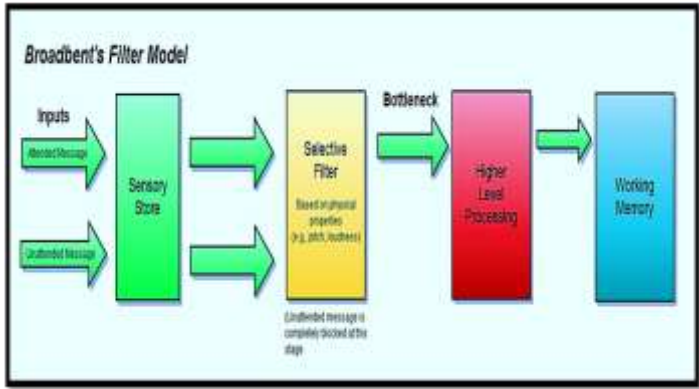 Broadbent's Filter Model
Inputs
Attended Message
Unattended Message
Sensory
Store
Selective
Filter
Based on physical
properties
(e.g., pitch, loudness)
(Unattended message is
completely blocked at this
stage
Bottleneck
Higher
Level
Processing
Working
Memory